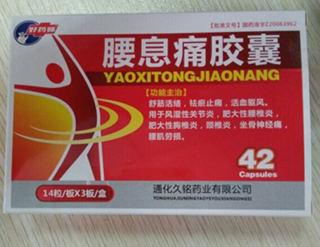 好药师
【批准文号】国药准字Z20063962
腰息痛胶囊
YAOXITONGJIAONANG
【功能主治】
舒筋活络，祛瘀止痛，活血驱风。
用于风湿性关节炎，肥大性腰椎炎，
肥大性胸椎炎，颈椎炎，坐骨神经痛，
腰肌劳损。
42
Capsules
14粒/板X3板/盒
通化久铭药业有限公司
TONGHUAJIUMINGYAOYEYOUXIANGONGSI